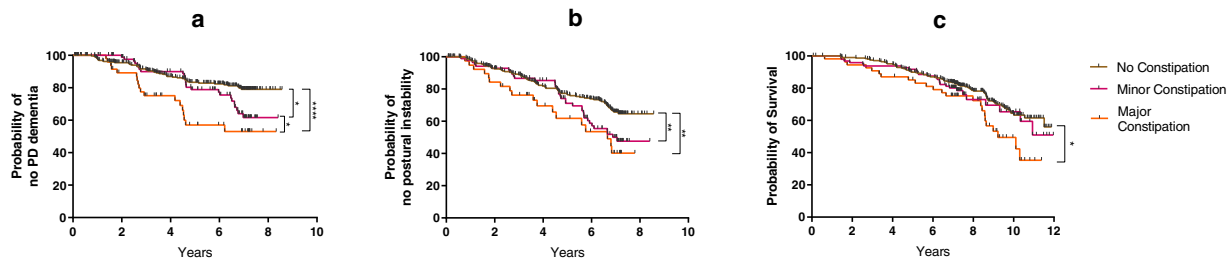 a
Probability of
no PD dementia
100
80
60
40
20
0
0 2 4 6 8 10
Years
*
*
****
b
Probability of
no postural instability
100
80
60
40
20
0
0 2 4 6 8 10
Years
**
**
c
Probability of Survival
100
80
60
40
20
0
0 2 4 6 8 10 12
Years
*
No Constipation
Minor Constipation
Major
Constipation